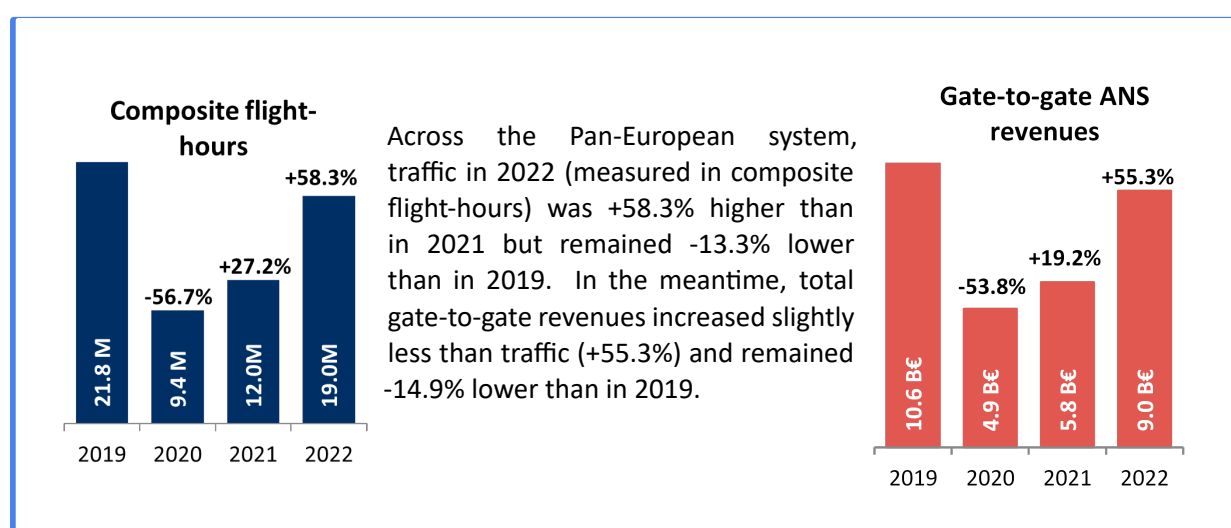 Composite flight-
hours
+58.3%
+27.2%
-56.7%
21.8 M
9.4 M
12.0M
19.0M
2019 2020 2021 2022
Across the Pan-European system,
traffic in 2022 (measured in composite
flight-hours) was +58.3% higher than
in 2021 but remained -13.3% lower
than in 2019. In the meantime, total
gate-to-gate revenues increased slightly
less than traffic (+55.3%) and remained
-14.9% lower than in 2019.
Gate-to-gate ANS
revenues
+55.3%
+19.2%
-53.8%
10.6 B€
4.9 B€
5.8 B€
9.0 B€
2019 2020 2021 2022